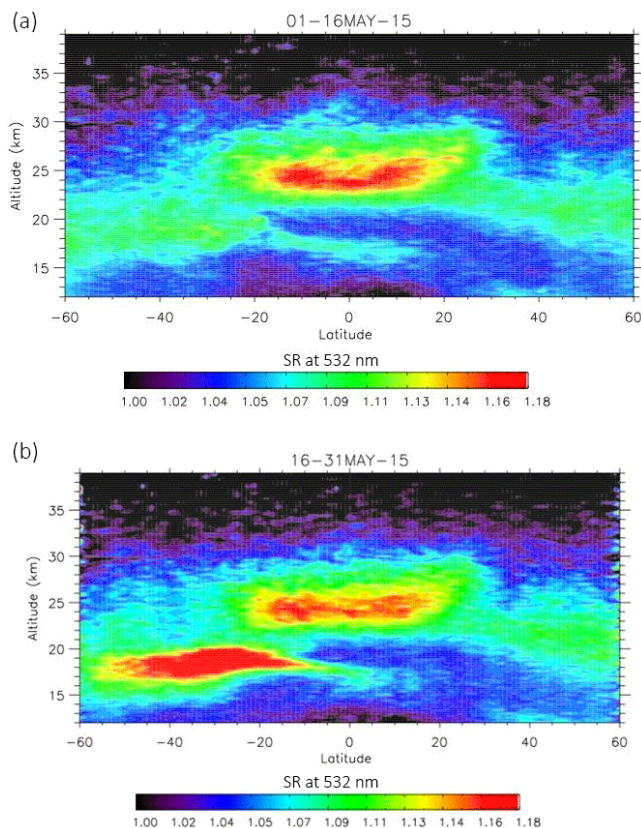 (a)
01-16MAY-15
Altitude (km)
35
30
25
20
15
-60 -40 -20 0 20 40 60
Latitude
SR at 532 nm
1.00 1.02 1.04 1.05 1.07 1.09 1.11 1.13 1.14 1.16 1.18
(b)
16-31MAY-15
Altitude (km)
35
30
25
20
15
-60 -40 -20 0 20 40 60
Latitude
SR at 532 nm
1.00 1.02 1.04 1.05 1.07 1.09 1.11 1.13 1.14 1.16 1.18